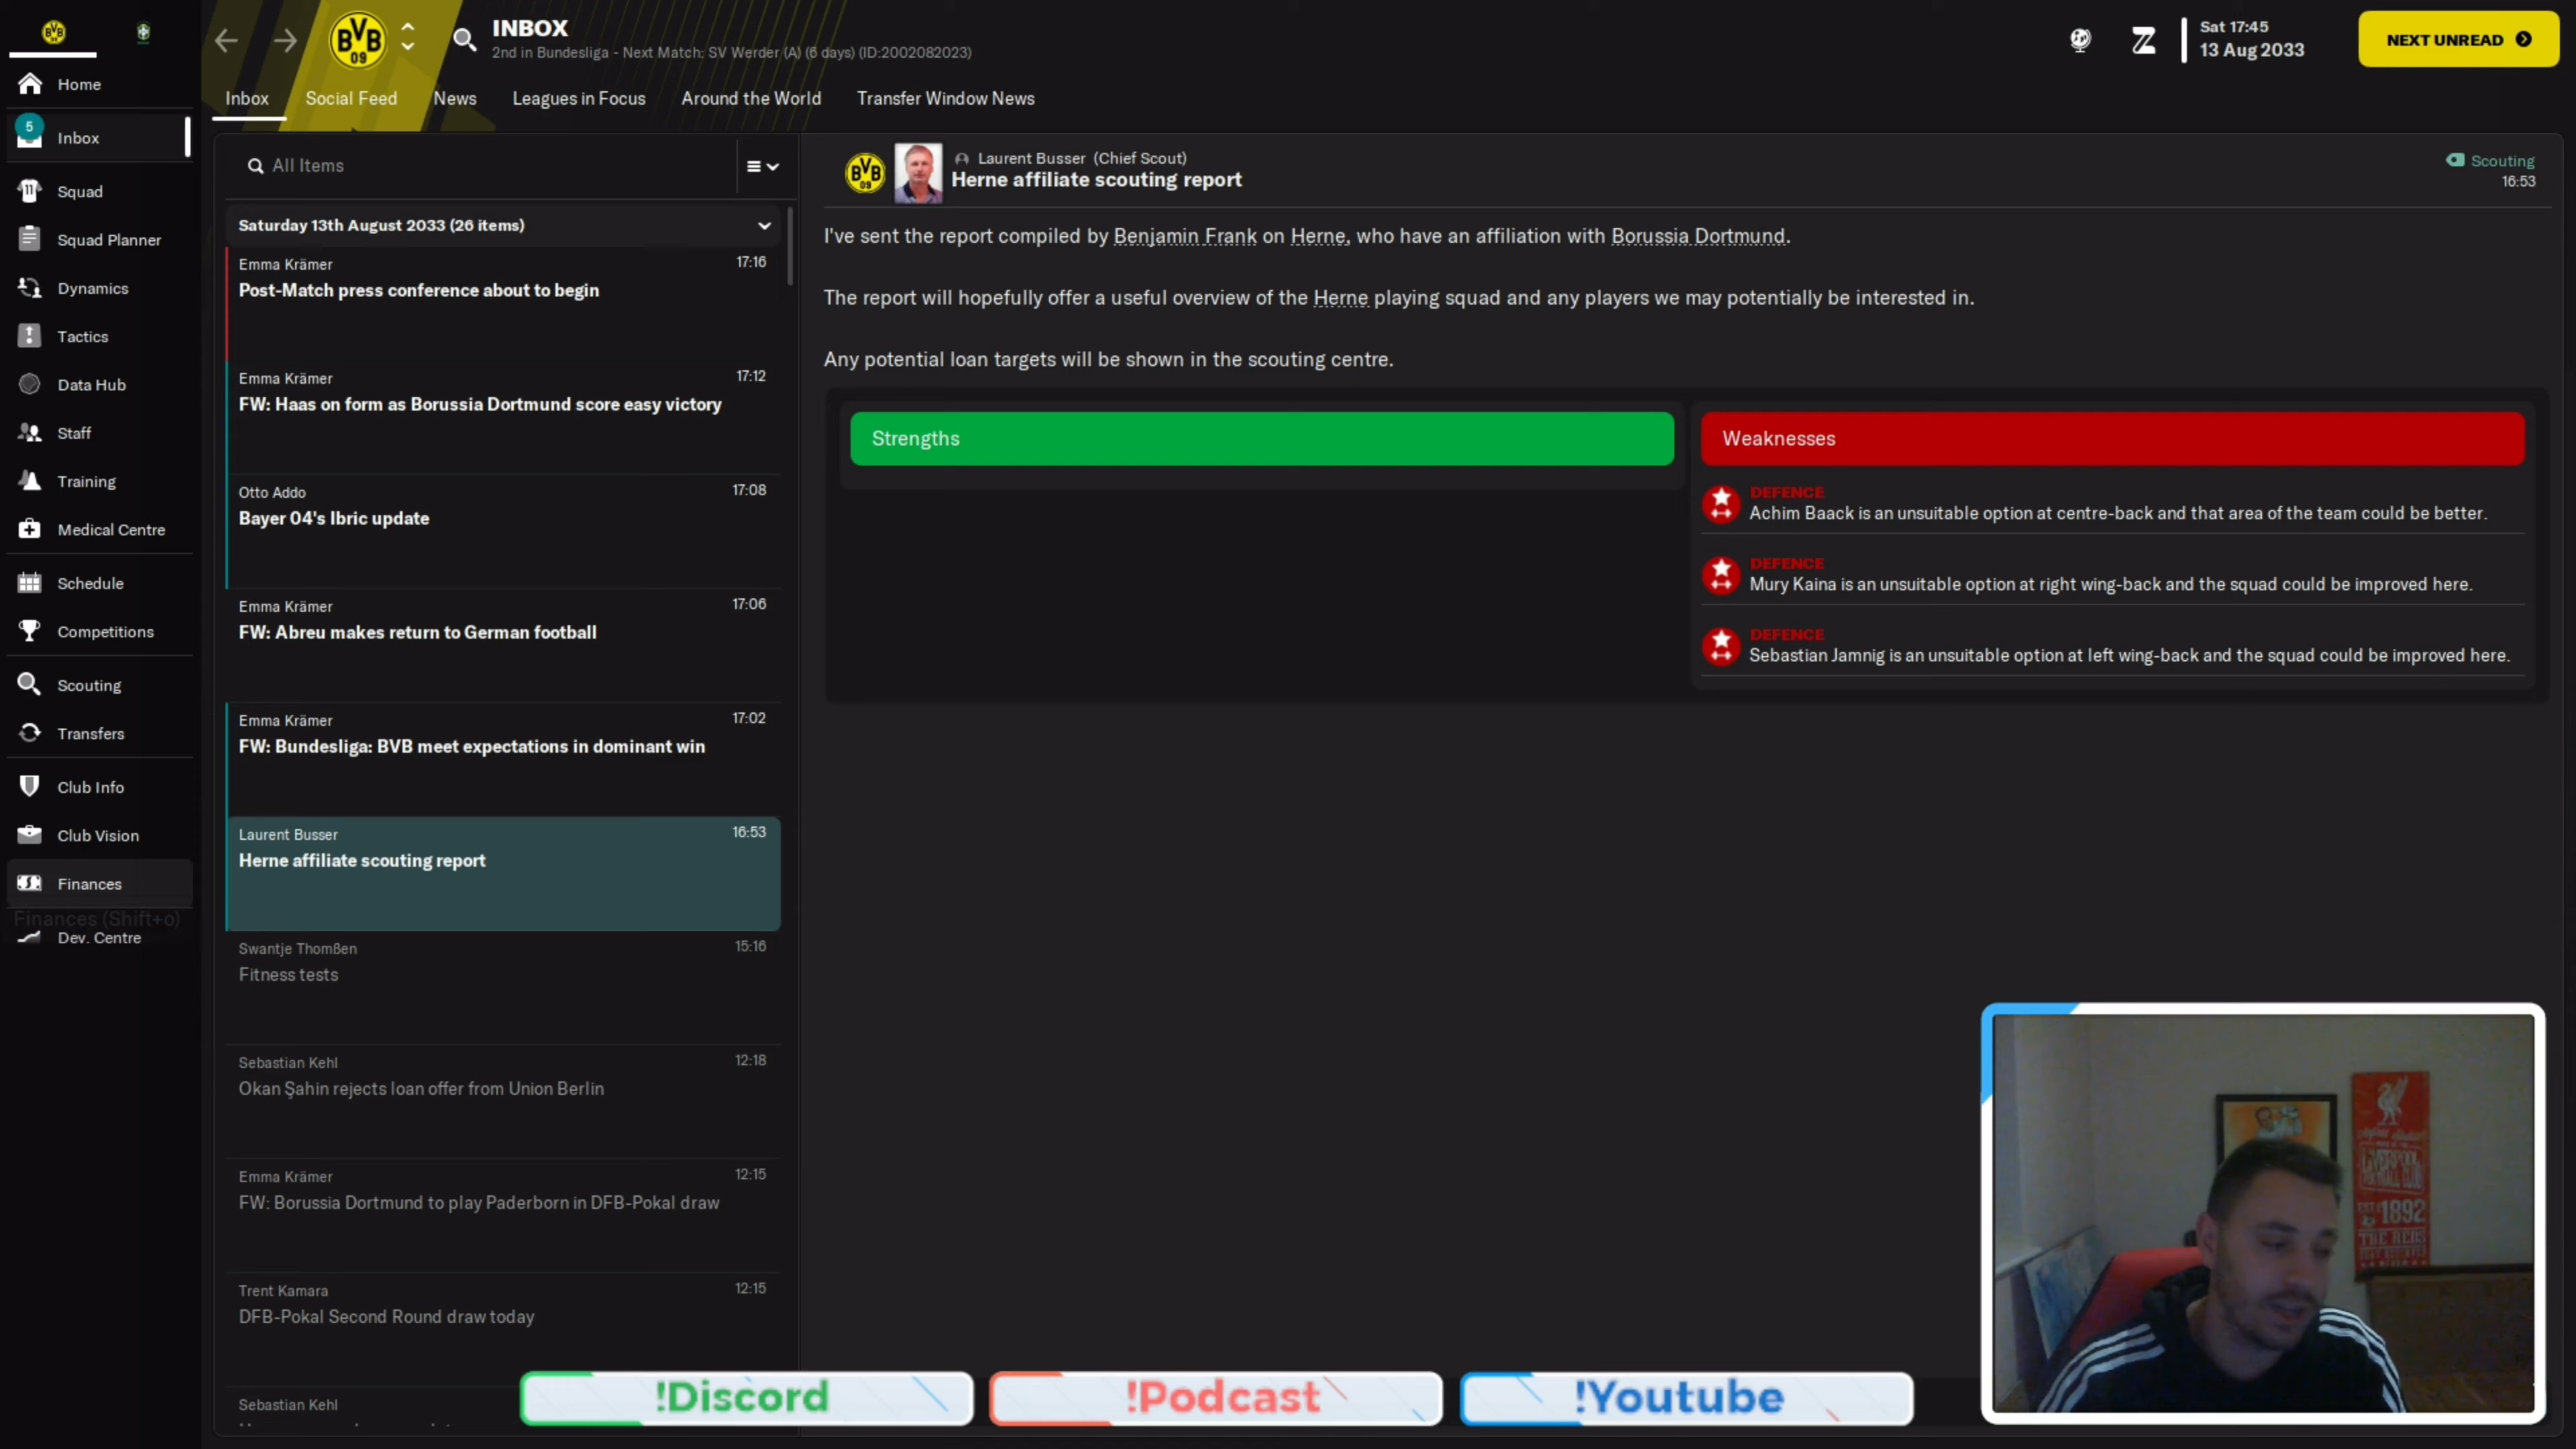 BVB
09
INBOX
2nd in Bundesliga - Next Match: SV Werder (A) (6 days) (ID:2002082023)
Sat 17:45
13 Aug 2033
NEXT UNREAD
Inbox
Social Feed
News
Leagues in Focus
Around the World
Transfer Window News
Home
5
Inbox
11
Squad
Squad Planner
Dynamics
Tactics
Data Hub
Staff
Training
Medical Centre
Schedule
Competitions
Scouting
Transfers
Club Info
Club Vision
Finances
Finances (Shift+o)
Dev. Centre
All Items
Saturday 13th August 2033 (26 items)
Emma Krämer 17:16
Post-Match press conference about to begin
Emma Krämer 17:12
FW: Haas on form as Borussia Dortmund score easy victory
Otto Addo 17:08
Bayer 04's Ibric update
Emma Krämer 17:06
FW: Abreu makes return to German football
Emma Krämer 17:02
FW: Bundesliga: BVB meet expectations in dominant win
Laurent Busser 16:53
Herne affiliate scouting report
Swantje Thomßen 15:16
Fitness tests
Sebastian Kehl 12:18
Okan Şahin rejects loan offer from Union Berlin
Emma Krämer 12:15
FW: Borussia Dortmund to play Paderborn in DFB-Pokal draw
Trent Kamara 12:15
DFB-Pokal Second Round draw today
Sebastian Kehl
BVB
09
Laurent Busser (Chief Scout)
Herne affiliate scouting report
Scouting
16:53
I've sent the report compiled by Benjamin Frank on Herne, who have an affiliation with Borussia Dortmund.
The report will hopefully offer a useful overview of the Herne playing squad and any players we may potentially be interested in.
Any potential loan targets will be shown in the scouting centre.
Strengths
Weaknesses
DEFENCE
Achim Baack is an unsuitable option at centre-back and that area of the team could be better.
DEFENCE
Mury Kaina is an unsuitable option at right wing-back and the squad could be improved here.
DEFENCE
Sebastian Jamnig is an unsuitable option at left wing-back and the squad could be improved here.
LIVERPOOL
FOOTBALL CLUB
EST 1892
THE REDS
!Discord
!Podcast
!Youtube